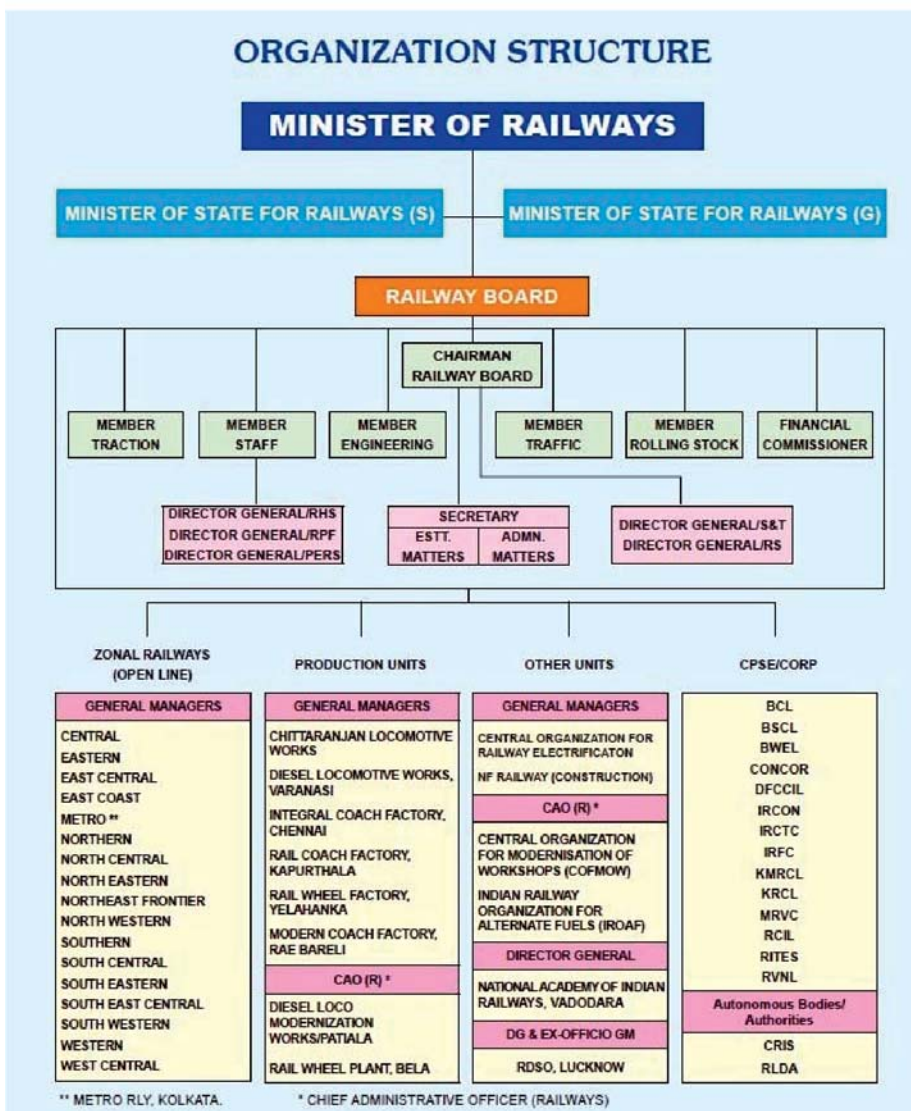 ORGANIZATION STRUCTURE
MINISTER OF RAILWAYS
MINISTER OF STATE FOR RAILWAYS (S)
MINISTER OF STATE FOR RAILWAYS (G)
RAILWAY BOARD
CHAIRMAN
RAILWAY BOARD
MEMBER
TRACTION
MEMBER
STAFF
MEMBER
ENGINEERING
MEMBER
TRAFFIC
MEMBER
ROLLING STOCK
FINANCIAL
COMMISSIONER
DIRECTOR GENERAL/RHS
DIRECTOR GENERAL/RPF
DIRECTOR GENERAL/PERS
SECRETARY
ESTT.
MATTERS
ADMN.
MATTERS
DIRECTOR GENERAL/S&T
DIRECTOR GENERAL/RS
ZONAL RAILWAYS
(OPEN LINE)
GENERAL MANAGERS
CENTRAL
EASTERN
EAST CENTRAL
EAST COAST
METRO **
NORTHERN
NORTH CENTRAL
NORTH EASTERN
NORTHEAST FRONTIER
NORTH WESTERN
SOUTHERN
SOUTH CENTRAL
SOUTH EASTERN
SOUTH EAST CENTRAL
SOUTH WESTERN
WESTERN
WEST CENTRAL
PRODUCTION UNITS
GENERAL MANAGERS
CHITTARANJAN LOCOMOTIVE
WORKS
DIESEL LOCOMOTIVE WORKS,
VARANASI
INTEGRAL COACH FACTORY,
CHENNAI
RAIL COACH FACTORY,
KAPURTHALA
RAIL WHEEL FACTORY,
YELAHANKA
MODERN COACH FACTORY,
RAE BARELI
CAO (R) *
DIESEL LOCO
MODERNIZATION
WORKS/PATIALA
RAIL WHEEL PLANT, BELA
OTHER UNITS
GENERAL MANAGERS
CENTRAL ORGANIZATION FOR
RAILWAY ELECTRIFICATON
NF RAILWAY (CONSTRUCTION)
CAO (R) *
CENTRAL ORGANIZATION
FOR MODERNISATION OF
WORKSHOPS (COFMOW)
INDIAN RAILWAY
ORGANIZATION FOR
ALTERNATE FUELS (IROAF)
DIRECTOR GENERAL
NATIONAL ACADEMY OF INDIAN
RAILWAYS, VADODARA
DG & EX-OFFICIO GM
RDSO, LUCKNOW
CPSE/CORP
BCL
BSCL
BWEL
CONCOR
DFCCIL
IRCON
IRCTC
IRFC
KMRCL
KRCL
MRVC
RCIL
RITES
RVNL
Autonomous Bodies/
Authorities
CRIS
RLDA
** METRO RLY, KOLKATA.
* CHIEF ADMINISTRATIVE OFFICER (RAILWAYS)